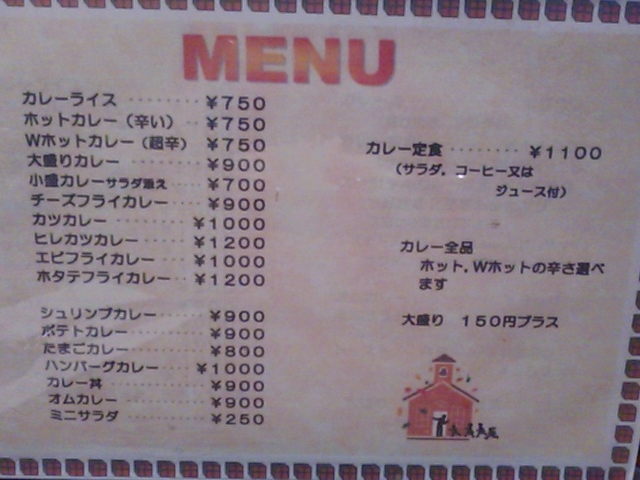 MENU
カレーライス ········ ¥750
ホットカレー（辛い） ·· ¥750
Wホットカレー（超辛） ¥750
大盛りカレー ······· ¥900
小盛カレーサラダ添え ··· ¥700
チーズフライカレー ··· ¥900
カツカレー ········ ¥1000
ヒレカツカレー ····· ¥1200
エビフライカレー ···· ¥1000
ホタテフライカレー ·· ¥1200
シュリンプカレー ····· ¥900
ポテトカレー ········ ¥900
たまごカレー ········ ¥800
ハンバーグカレー ···· ¥1000
カレー丼 ·········· ¥900
オムカレー ········· ¥900
ミニサラダ ········· ¥250
カレー定食 ········ ¥1100
（サラダ，コーヒー又は
ジュース付）
カレー全品
ホット，Wホットの辛さ選べ
ます
大盛り 150円プラス